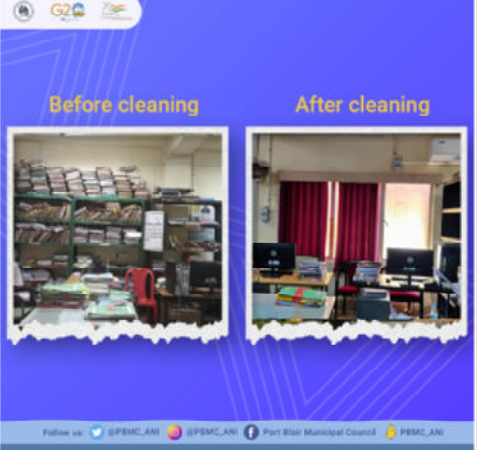 G20
Before cleaning
After cleaning
Follow us: @PBMC_ANI @PBMC_ANI Port Blair Municipal Council PBMC_ANI